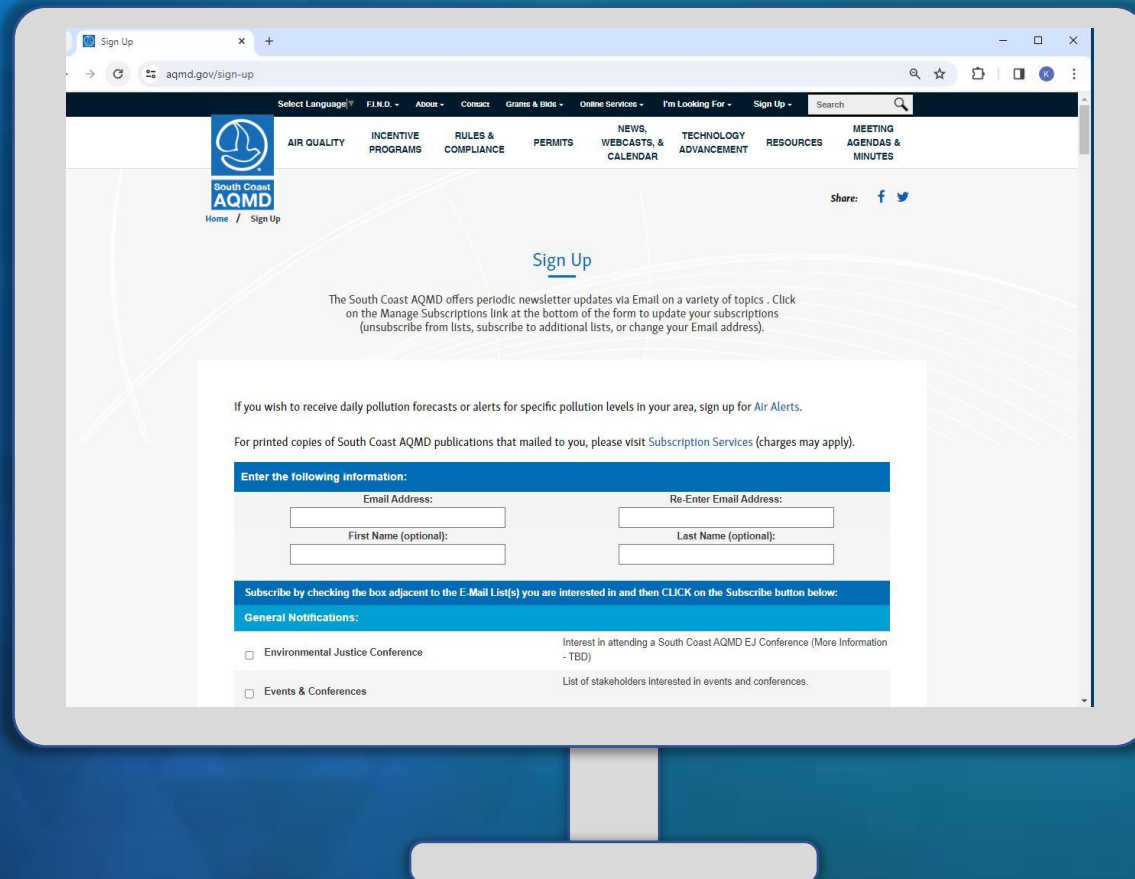 Sign Up
aqmd.gov/sign-up
K
Select Language F.I.N.D. About Contact Grants & Bids Online Services I'm Looking For Sign Up Search
AIR QUALITY INCENTIVE PROGRAMS RULES & COMPLIANCE PERMITS NEWS, WEBCASTS, & CALENDAR TECHNOLOGY ADVANCEMENT RESOURCES MEETING AGENDAS & MINUTES
South Coast
AQMD
Share:
Home / Sign Up
Sign Up
The South Coast AQMD offers periodic newsletter updates via Email on a variety of topics . Click
on the Manage Subscriptions link at the bottom of the form to update your subscriptions
(unsubscribe from lists, subscribe to additional lists, or change your Email address).
If you wish to receive daily pollution forecasts or alerts for specific pollution levels in your area, sign up for Air Alerts.
For printed copies of South Coast AQMD publications that mailed to you, please visit Subscription Services (charges may apply).
Enter the following information:
Email Address: Re-Enter Email Address:
First Name (optional): Last Name (optional):
Subscribe by checking the box adjacent to the E-Mail List(s) you are interested in and then CLICK on the Subscribe button below:
General Notifications:
Environmental Justice Conference
Interest in attending a South Coast AQMD EJ Conference (More Information
- TBD)
Events & Conferences
List of stakeholders interested in events and conferences.